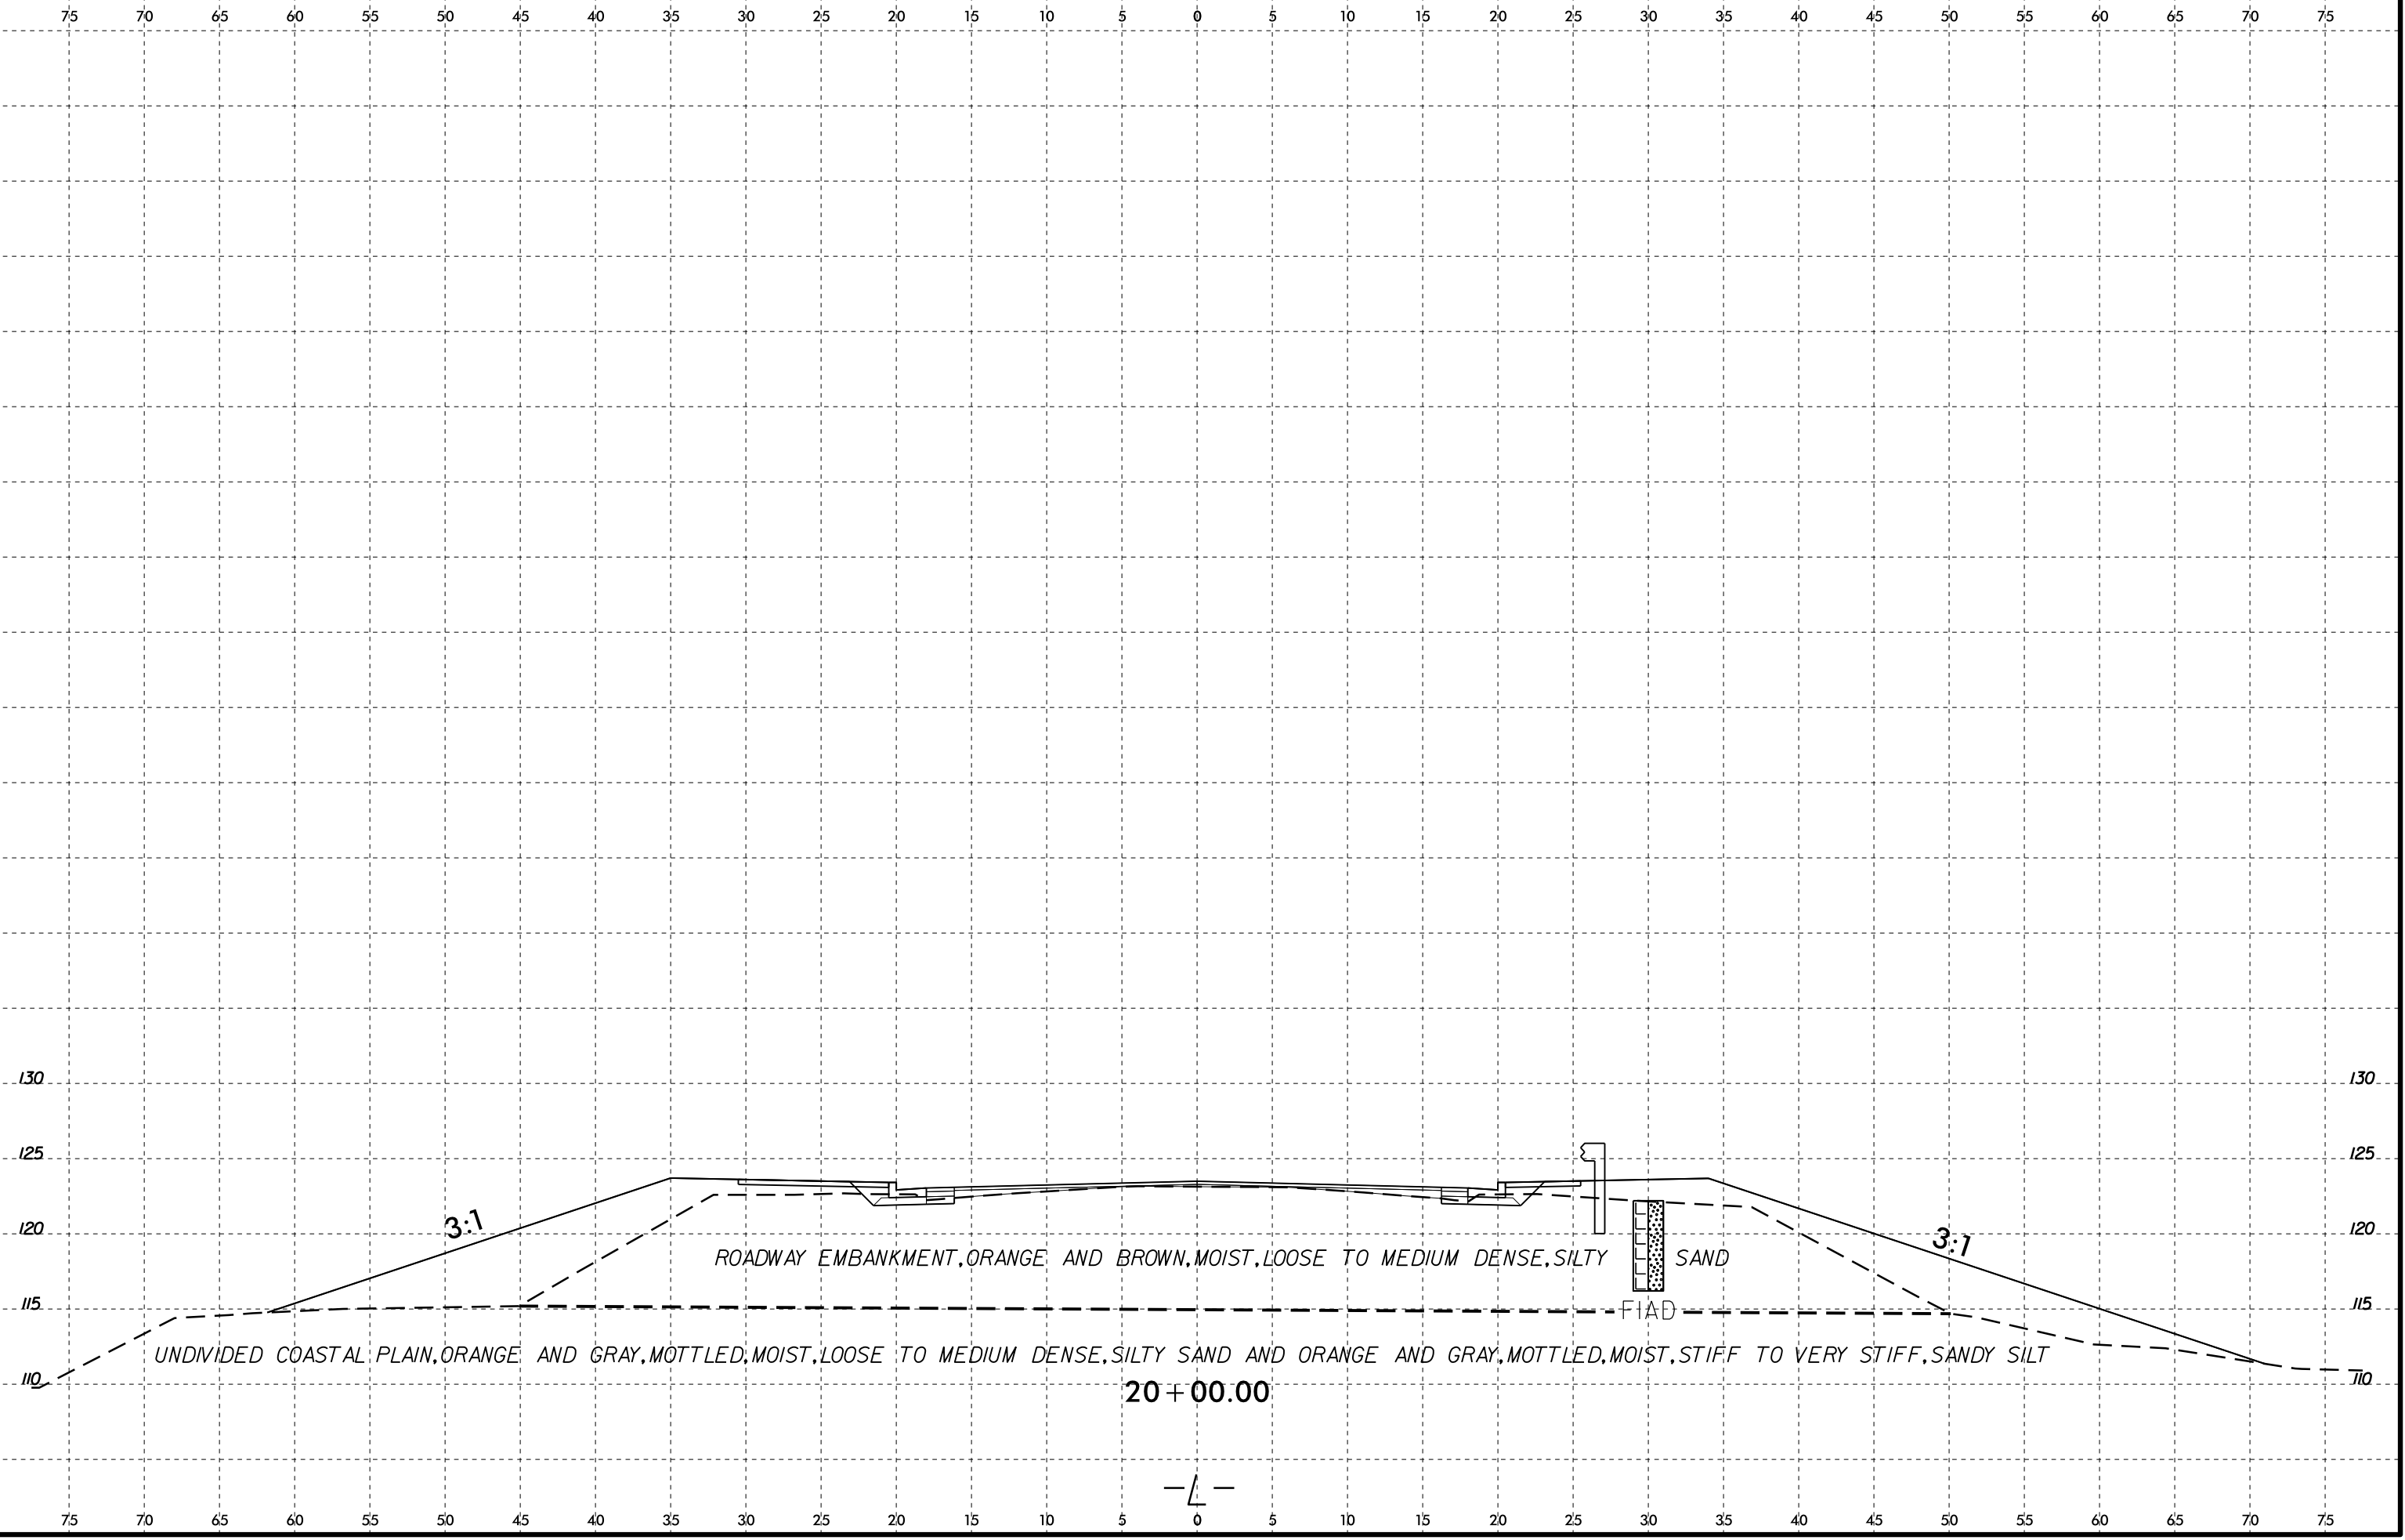 75 70 65 60 55 50 45 40 35 30 25 20 15 10 5 0 5 10 15 20 25 30 35 40 45 50 55 60 65 70 75
130 130
125 125
120 3:1 3:1 120
ROADWAY EMBANKMENT, ORANGE AND BROWN, MOIST, LOOSE TO MEDIUM DENSE, SILTY SAND
115 FIAD 115
UNDIVIDED COASTAL PLAIN, ORANGE AND GRAY, MOTTLED, MOIST, LOOSE TO MEDIUM DENSE, SILTY SAND AND ORANGE AND GRAY, MOTTLED, MOIST, STIFF TO VERY STIFF, SANDY SILT
110 110
20+00.00
-L-
75 70 65 60 55 50 45 40 35 30 25 20 15 10 5 0 5 10 15 20 25 30 35 40 45 50 55 60 65 70 75